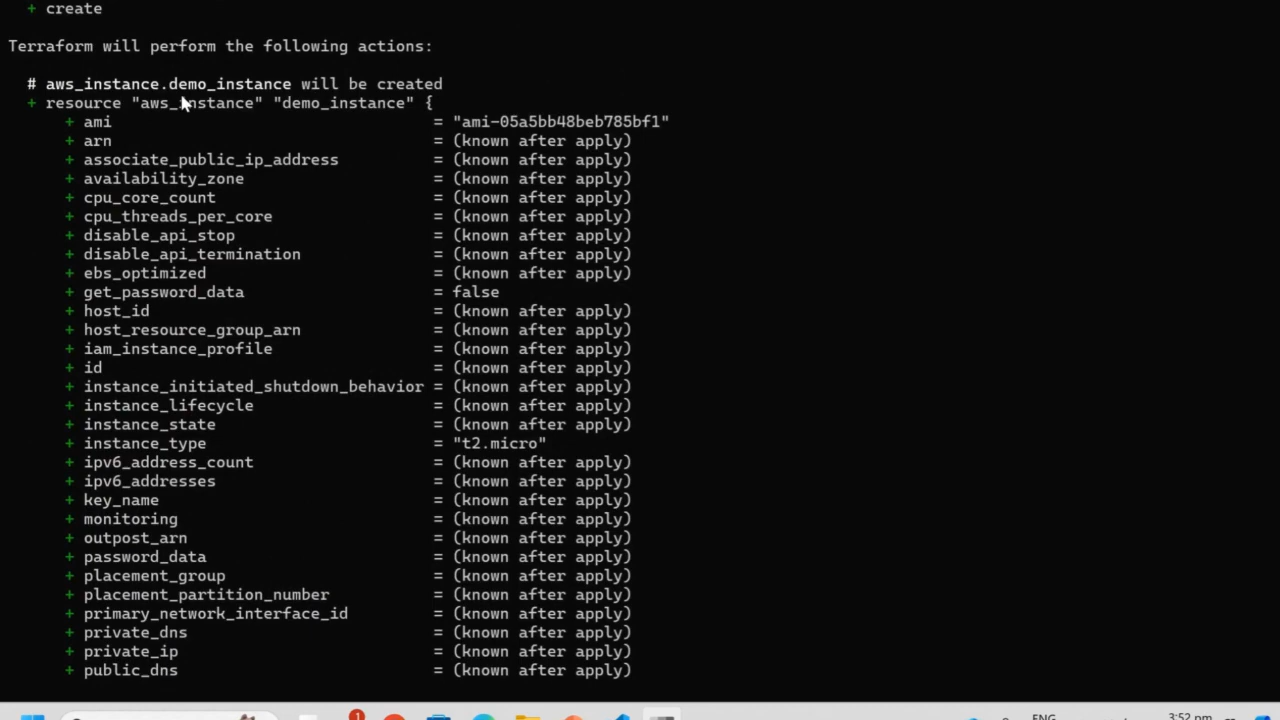 + create
Terraform will perform the following actions:
# aws_instance.demo_instance will be created
+ resource "aws_instance" "demo_instance" {
+ ami = "ami-05a5bb48beb785bf1"
+ arn = (known after apply)
+ associate_public_ip_address = (known after apply)
+ availability_zone = (known after apply)
+ cpu_core_count = (known after apply)
+ cpu_threads_per_core = (known after apply)
+ disable_api_stop = (known after apply)
+ disable_api_termination = (known after apply)
+ ebs_optimized = (known after apply)
+ get_password_data = false
+ host_id = (known after apply)
+ host_resource_group_arn = (known after apply)
+ iam_instance_profile = (known after apply)
+ id = (known after apply)
+ instance_initiated_shutdown_behavior = (known after apply)
+ instance_lifecycle = (known after apply)
+ instance_state = (known after apply)
+ instance_type = "t2.micro"
+ ipv6_address_count = (known after apply)
+ ipv6_addresses = (known after apply)
+ key_name = (known after apply)
+ monitoring = (known after apply)
+ outpost_arn = (known after apply)
+ password_data = (known after apply)
+ placement_group = (known after apply)
+ placement_partition_number = (known after apply)
+ primary_network_interface_id = (known after apply)
+ private_dns = (known after apply)
+ private_ip = (known after apply)
+ public_dns = (known after apply)
1
ENG
3:52 pm